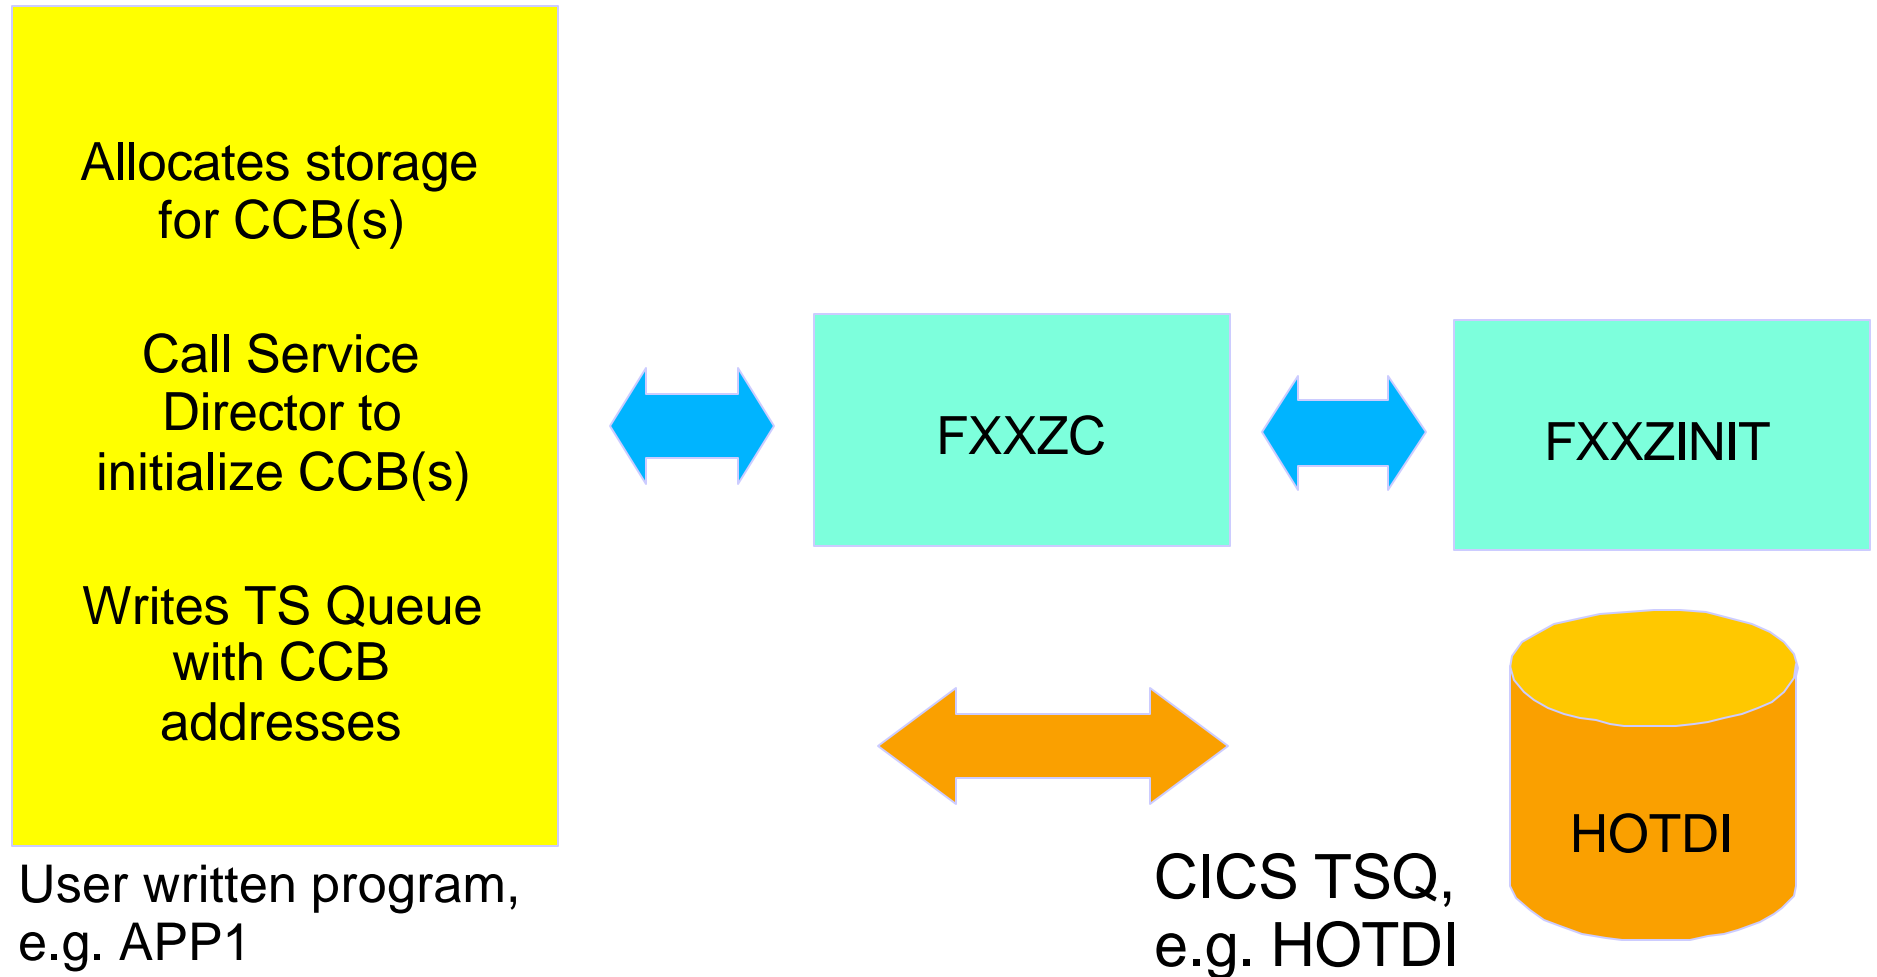 Allocates storage
for CCB(s)
Call Service
Director to
initialize CCB(s)
Writes TS Queue
with CCB
addresses
User written program,
e.g. APP1
FXXZC
FXXZINIT
HOTDI
CICS TSQ,
e.g. HOTDI